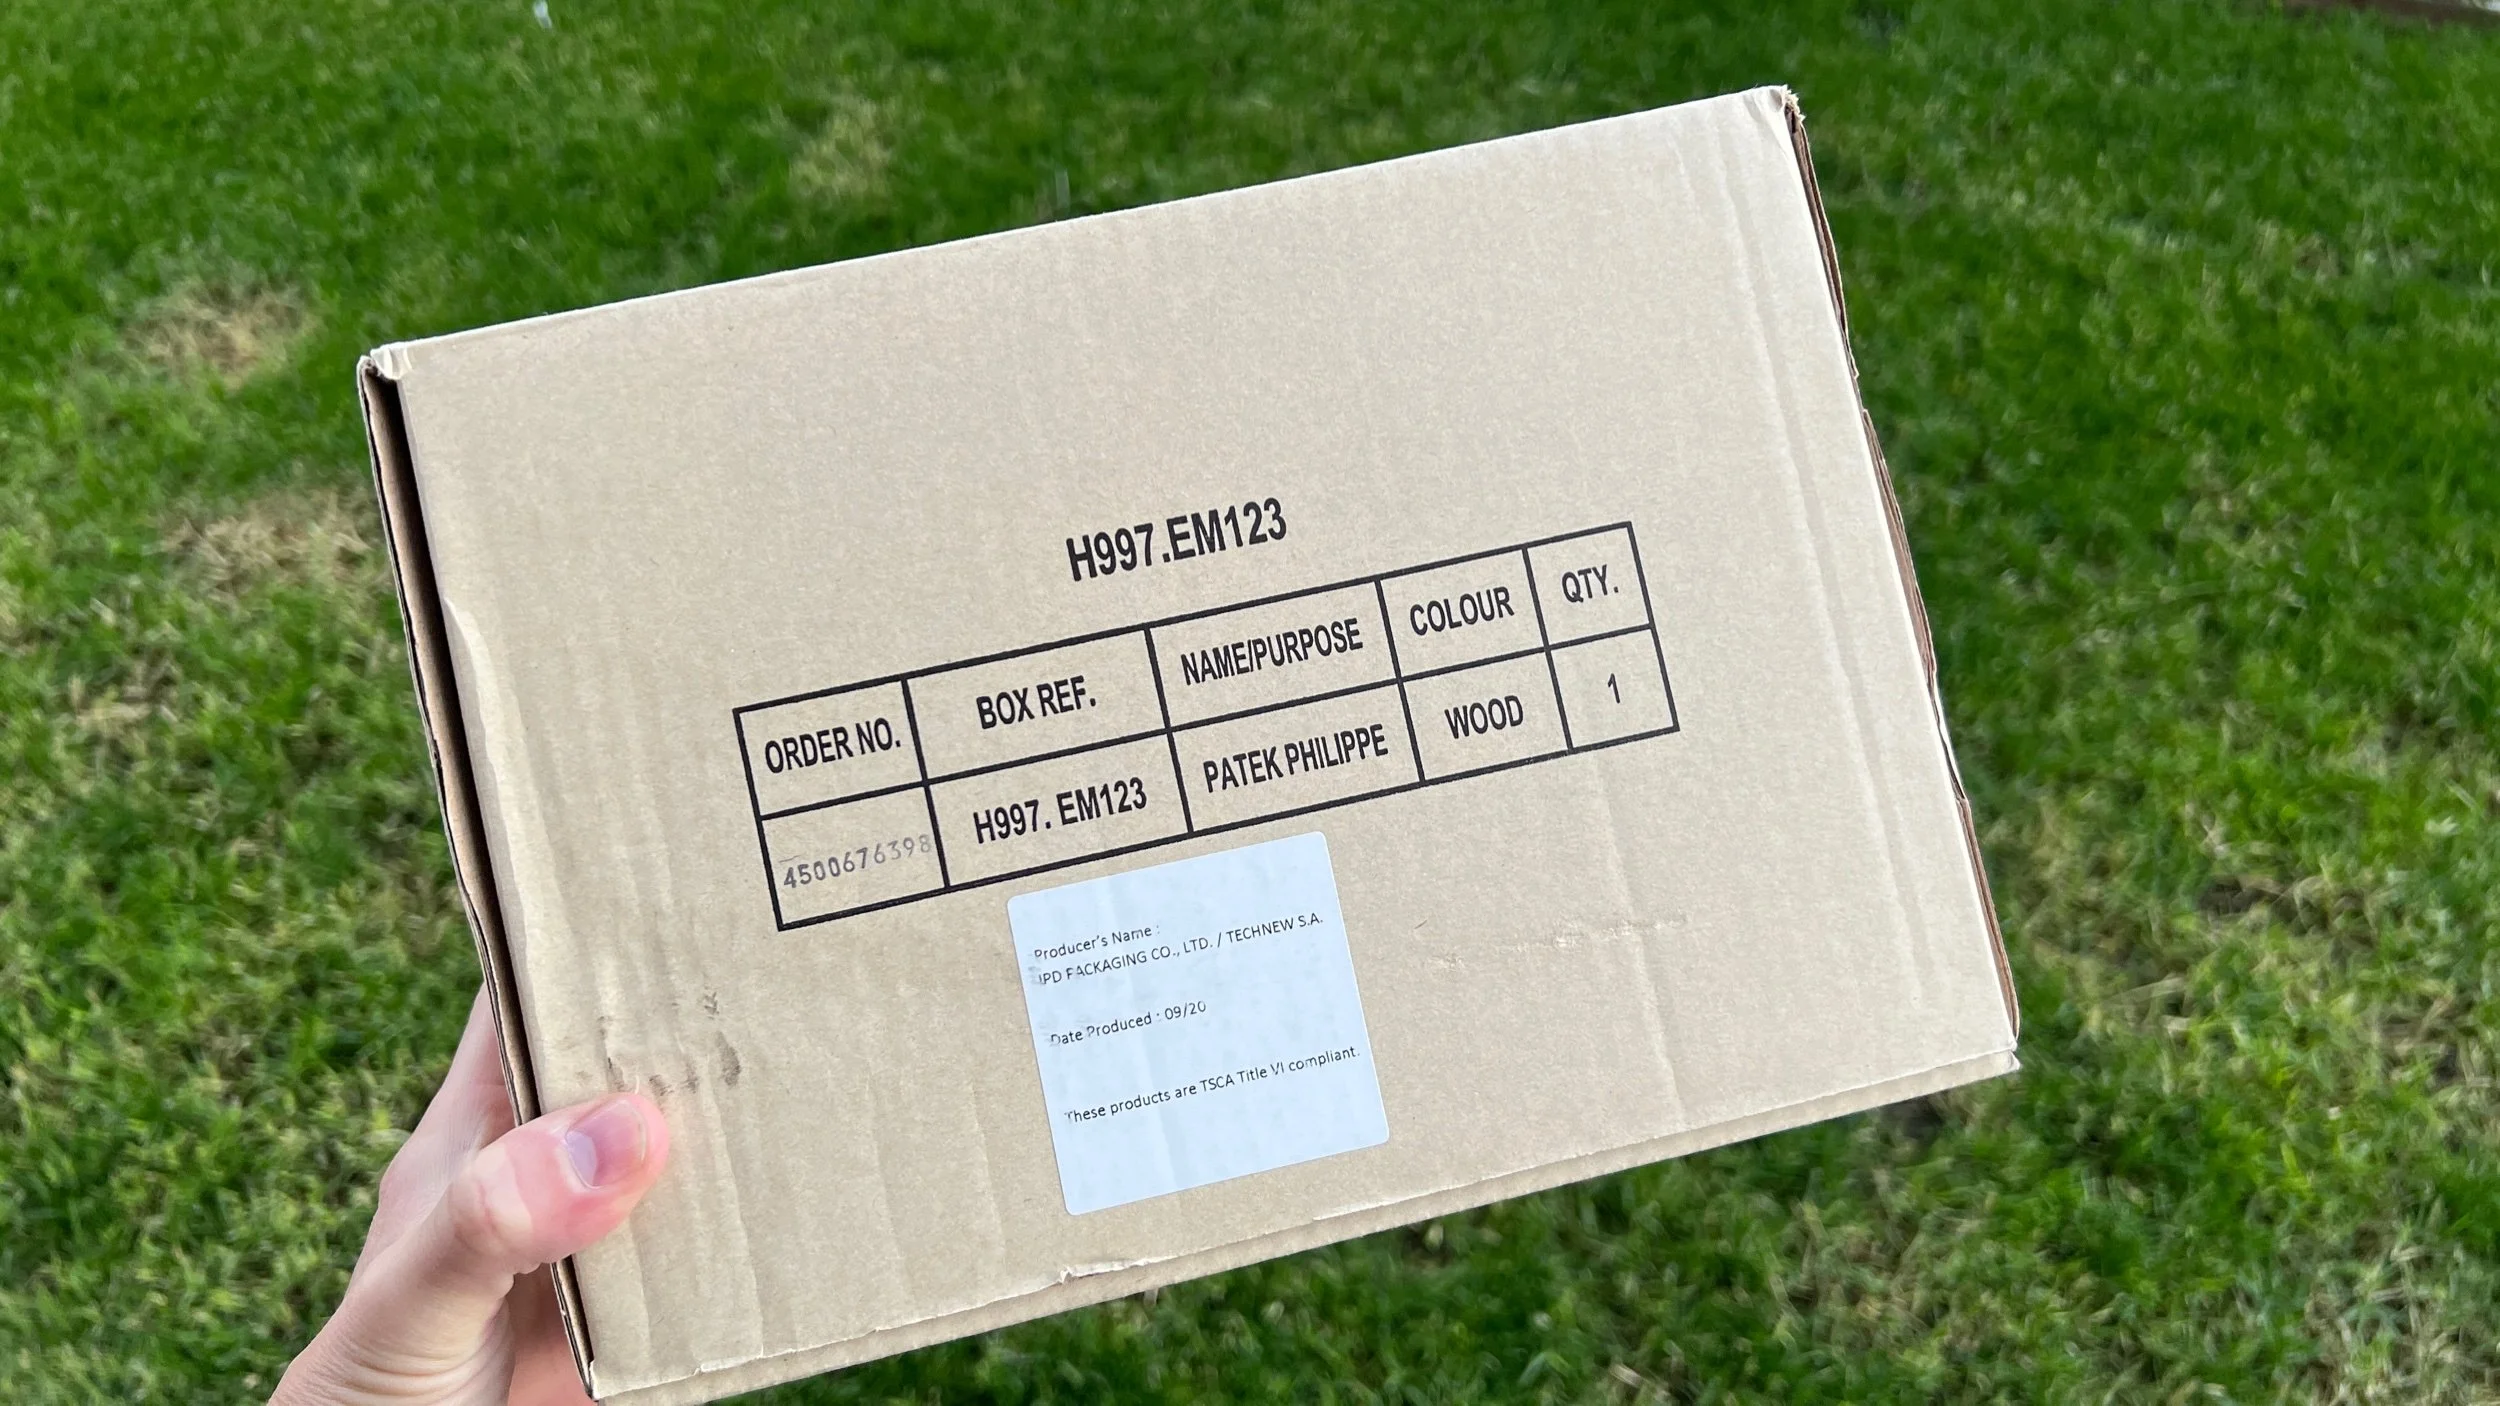 H997.EM123
ORDER NO. BOX REF. NAME/PURPOSE COLOUR QTY.
4500676398 H997. EM123 PATEK PHILIPPE WOOD 1
Producer's Name :
IPD PACKAGING CO., LTD. / TECHNEW S.A.
Date Produced : 09/20
These products are TSCA Title VI compliant.